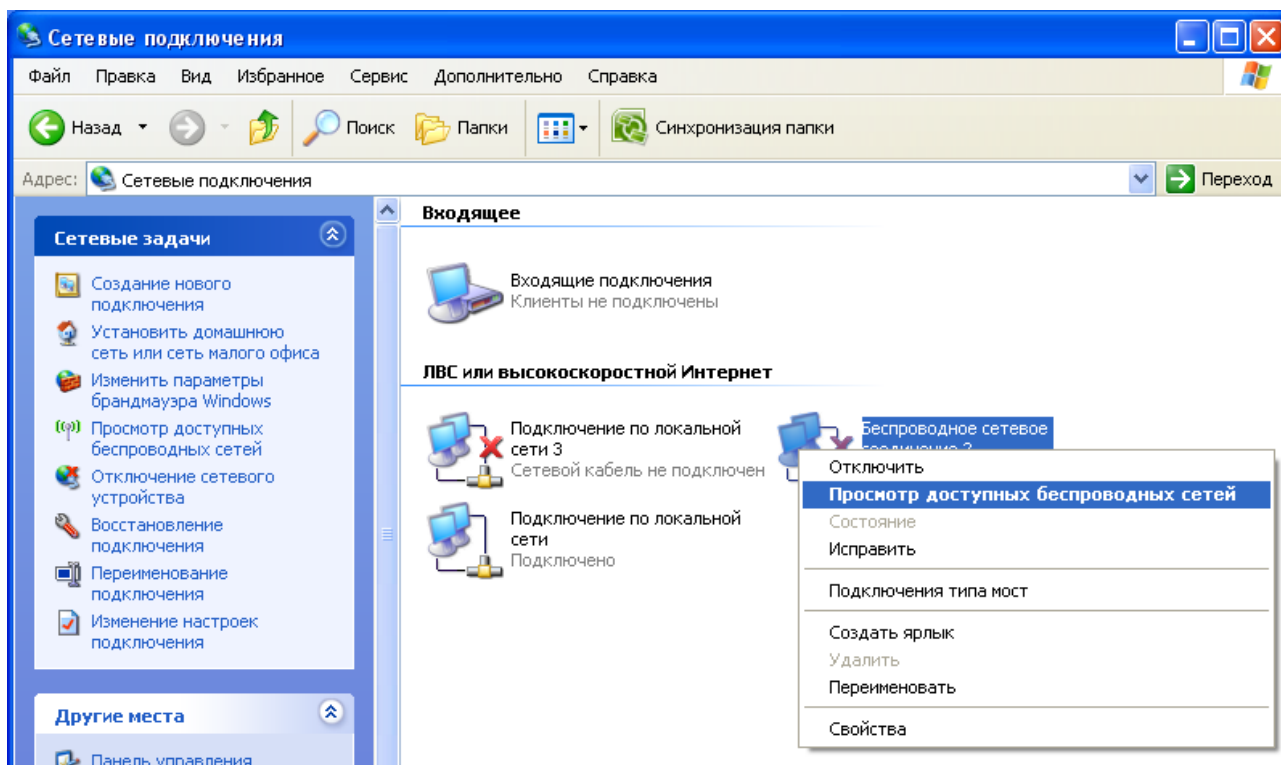 Сетевые подключения
Файл Правка Вид Избранное Сервис Дополнительно Справка
Назад Поиск Папки Синхронизация папки
Адрес: Сетевые подключения Переход
Сетевые задачи
Создание нового
подключения
Установить домашнюю
сеть или сеть малого офиса
Изменить параметры
брандмауэра Windows
Просмотр доступных
беспроводных сетей
Отключение сетевого
устройства
Восстановление
подключения
Переименование
подключения
Изменение настроек
подключения
Другие места
Панель управления
Входящее
Входящие подключения
Клиенты не подключены
ЛВС или высокоскоростной Интернет
Подключение по локальной
сети 3
Сетевой кабель не подключен
Подключение по локальной
сети
Подключено
Беспроводное сетевое
соединение 2
Отключить
Просмотр доступных беспроводных сетей
Состояние
Исправить
Подключения типа мост
Создать ярлык
Удалить
Переименовать
Свойства